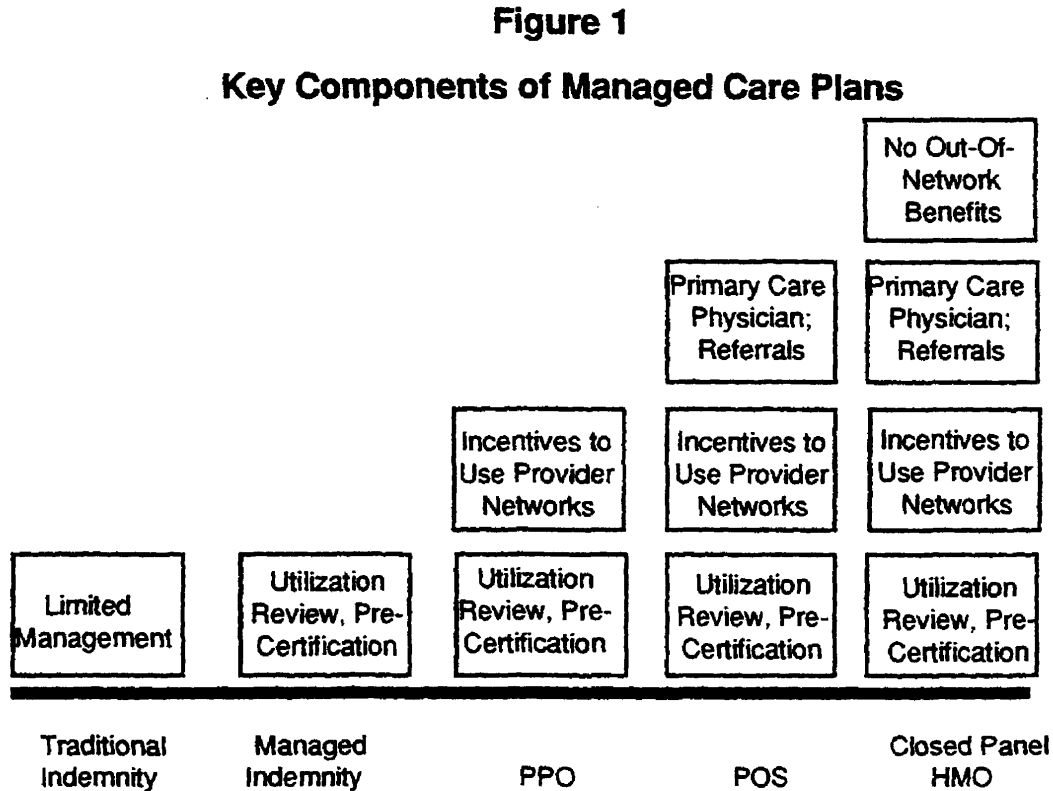 Figure 1
Key Components of Managed Care Plans
No Out-Of-
Network
Benefits
Primary Care
Physician;
Referrals
Primary Care
Physician;
Referrals
Incentives to
Use Provider
Networks
Incentives to
Use Provider
Networks
Incentives to
Use Provider
Networks
Limited
Management
Utilization
Review, Pre-
Certification
Utilization
Review, Pre-
Certification
Utilization
Review, Pre-
Certification
Utilization
Review, Pre-
Certification
Traditional
Indemnity
Managed
Indemnity
PPO
POS
Closed Panel
HMO